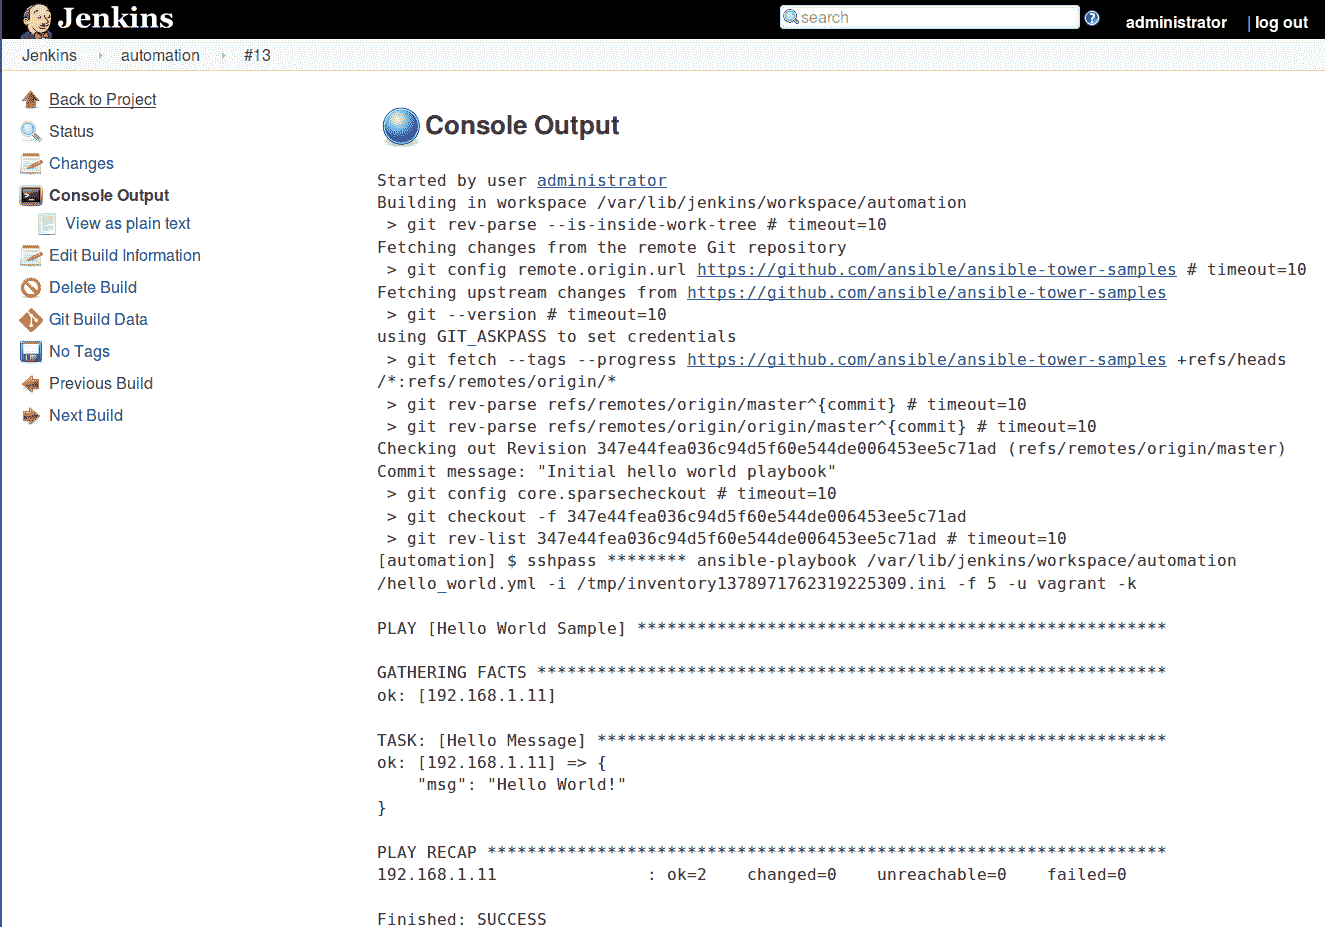 Jenkins
search
administrator
| log out
Jenkins
automation
#13
Back to Project
Status
Changes
Console Output
View as plain text
Edit Build Information
Delete Build
Git Build Data
No Tags
Previous Build
Next Build
Console Output
Started by user administrator
Building in workspace /var/lib/jenkins/workspace/automation
 > git rev-parse --is-inside-work-tree # timeout=10
Fetching changes from the remote Git repository
 > git config remote.origin.url https://github.com/ansible/ansible-tower-samples # timeout=10
Fetching upstream changes from https://github.com/ansible/ansible-tower-samples
 > git --version # timeout=10
using GIT_ASKPASS to set credentials
 > git fetch --tags --progress https://github.com/ansible/ansible-tower-samples +refs/heads
/*:refs/remotes/origin/*
 > git rev-parse refs/remotes/origin/master^{commit} # timeout=10
 > git rev-parse refs/remotes/origin/origin/master^{commit} # timeout=10
Checking out Revision 347e44fea036c94d5f60e544de006453ee5c71ad (refs/remotes/origin/master)
Commit message: "Initial hello world playbook"
 > git config core.sparsecheckout # timeout=10
 > git checkout -f 347e44fea036c94d5f60e544de006453ee5c71ad
 > git rev-list 347e44fea036c94d5f60e544de006453ee5c71ad # timeout=10
[automation] $ sshpass ******** ansible-playbook /var/lib/jenkins/workspace/automation
/hello_world.yml -i /tmp/inventory1378971762319225309.ini -f 5 -u vagrant -k
PLAY [Hello World Sample] *****************************************************
GATHERING FACTS ***************************************************************
ok: [192.168.1.11]
TASK: [Hello Message] *********************************************************
ok: [192.168.1.11] => {
    "msg": "Hello World!"
}
PLAY RECAP ********************************************************************
192.168.1.11               : ok=2    changed=0    unreachable=0    failed=0
Finished: SUCCESS